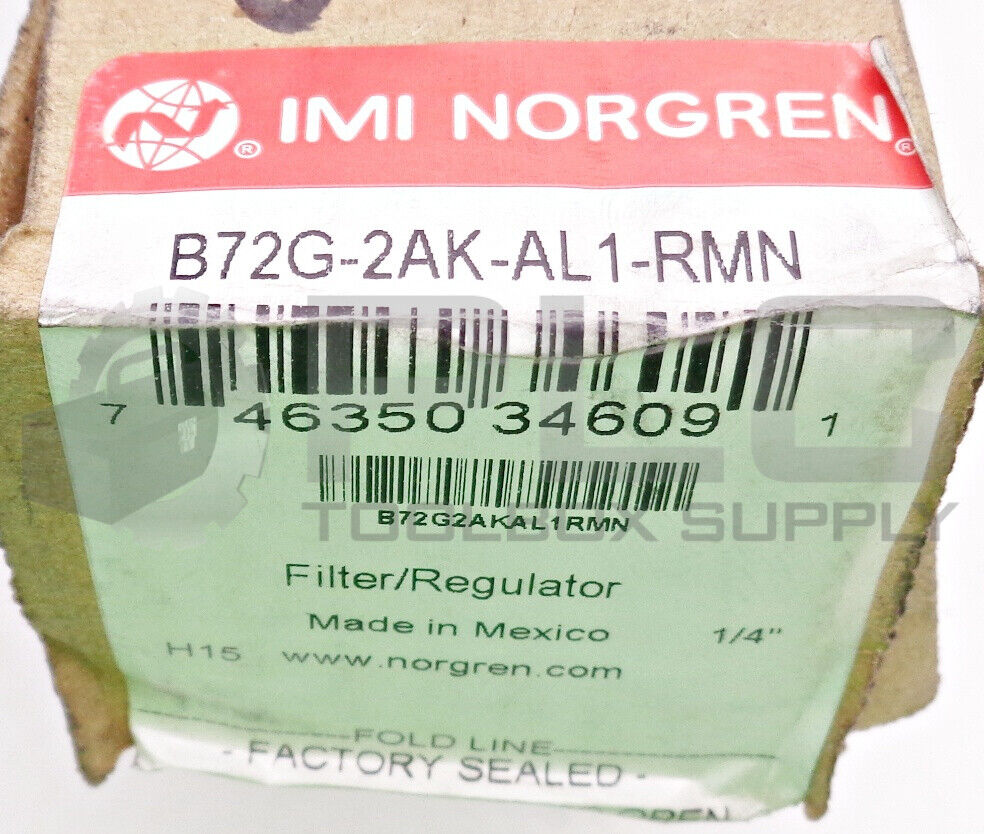 IMI NORGREN
B72G-2AK-AL1-RMN
7 46350 34609 1
B72G2AKAL1RMN
TLC
TOOLBOX SUPPLY
Filter/Regulator
Made in Mexico 1/4"
H15 www.norgren.com
FOLD LINE
- FACTORY SEALED -